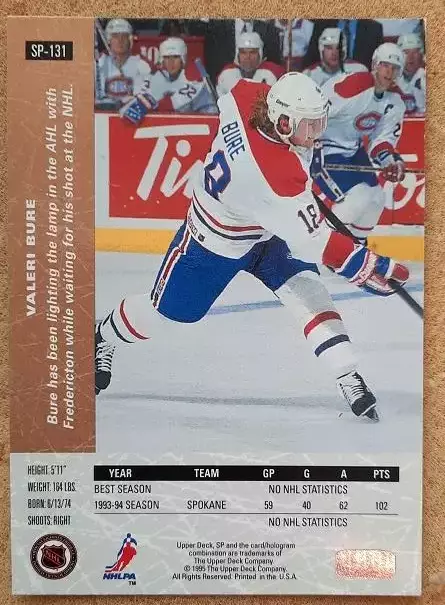 SP-131
VALERI BURE
Bure has been lighting the lamp in the AHL with
Fredericton while waiting for his shot at the NHL.
BURE
18
Tim
HEIGHT: 5'11"
WEIGHT: 164 LBS.
BORN: 6/13/74
SHOOTS: RIGHT
YEAR TEAM GP G A PTS
BEST SEASON NO NHL STATISTICS
1993-94 SEASON SPOKANE 59 40 62 102
NO NHL STATISTICS
NHL
NHLPA
™
Upper Deck, SP and the card/hologram
combination are trademarks of
The Upper Deck Company.
© 1995 The Upper Deck Company.
All Rights Reserved. Printed in the U.S.A.